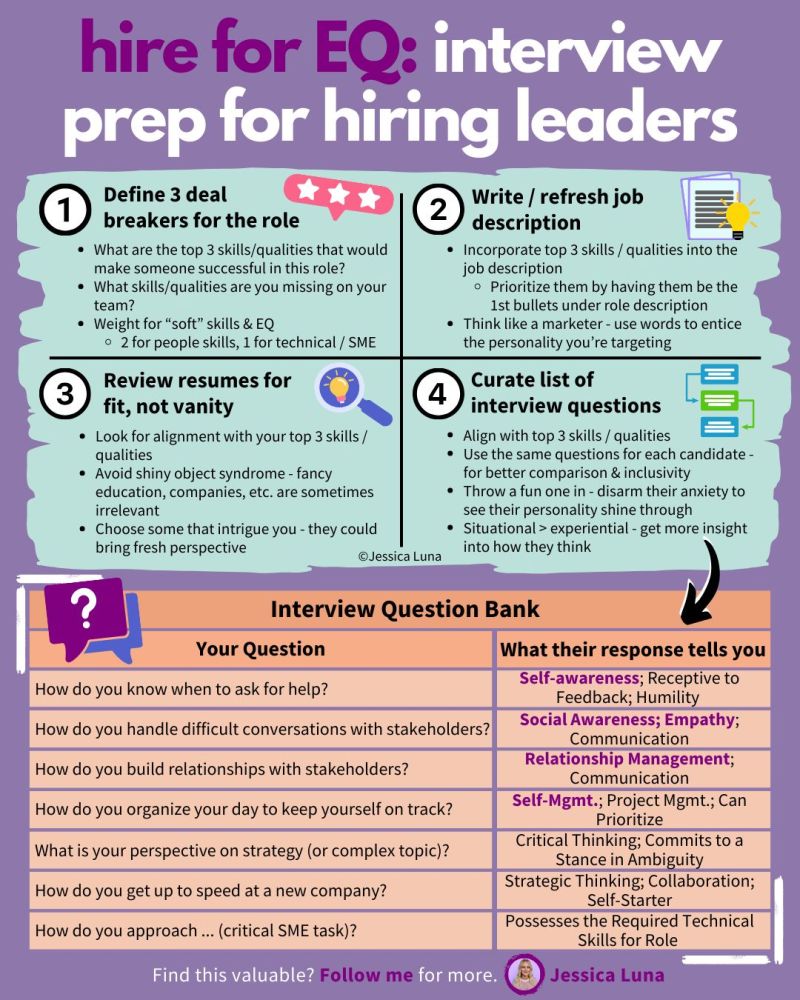 hire for EQ: interview
prep for hiring leaders
1
Define 3 deal
breakers for the role
• What are the top 3 skills/qualities that would
make someone successful in this role?
• What skills/qualities are you missing on your
team?
• Weight for “soft” skills & EQ
◦ 2 for people skills, 1 for technical / SME
2
Write / refresh job
description
• Incorporate top 3 skills / qualities into the
job description
◦ Prioritize them by having them be the
1st bullets under role description
• Think like a marketer - use words to entice
the personality you’re targeting
3
Review resumes for
fit, not vanity
• Look for alignment with your top 3 skills /
qualities
• Avoid shiny object syndrome - fancy
education, companies, etc. are sometimes
irrelevant
• Choose some that intrigue you - they could
bring fresh perspective
4
Curate list of
interview questions
• Align with top 3 skills / qualities
• Use the same questions for each candidate -
for better comparison & inclusivity
• Throw a fun one in - disarm their anxiety to
see their personality shine through
• Situational > experiential - get more insight
into how they think
©Jessica Luna
?
Interview Question Bank
Your Question
What their response tells you
How do you know when to ask for help?
Self-awareness; Receptive to
Feedback; Humility
How do you handle difficult conversations with stakeholders?
Social Awareness; Empathy;
Communication
How do you build relationships with stakeholders?
Relationship Management;
Communication
How do you organize your day to keep yourself on track?
Self-Mgmt.; Project Mgmt.; Can
Prioritize
What is your perspective on strategy (or complex topic)?
Critical Thinking; Commits to a
Stance in Ambiguity
How do you get up to speed at a new company?
Strategic Thinking; Collaboration;
Self-Starter
How do you approach ... (critical SME task)?
Possesses the Required Technical
Skills for Role
Find this valuable? Follow me for more. Jessica Luna